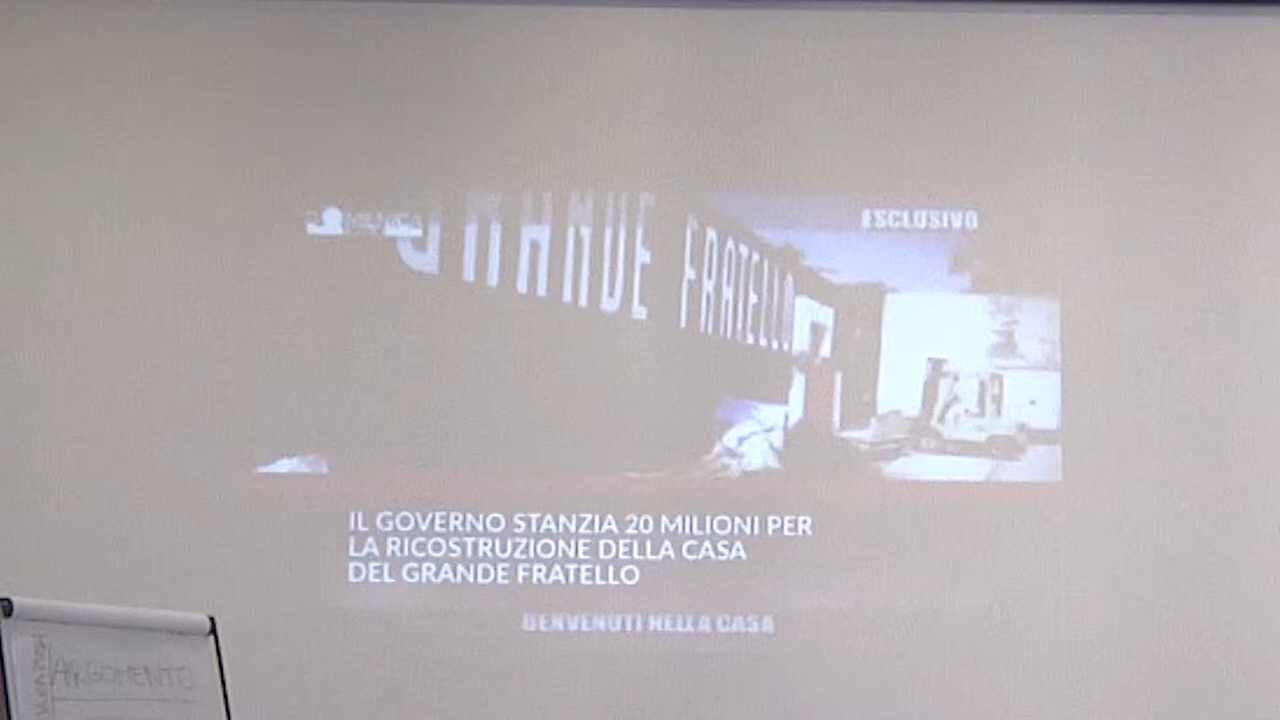 GRANDE FRATELLO
ESCLUSIVO
IL GOVERNO STANZIA 20 MILIONI PER
LA RICOSTRUZIONE DELLA CASA
DEL GRANDE FRATELLO
BENVENUTI NELLA CASA
ARGOMENTO